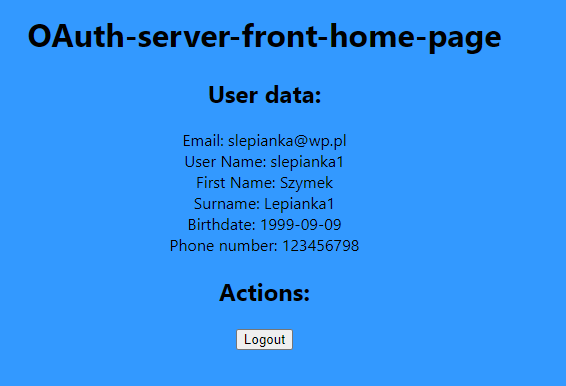 OAuth-server-front-home-page
User data:
Email: slepianka@wp.pl
User Name: slepianka1
First Name: Szymek
Surname: Lepianka1
Birthdate: 1999-09-09
Phone number: 123456798
Actions:
Logout